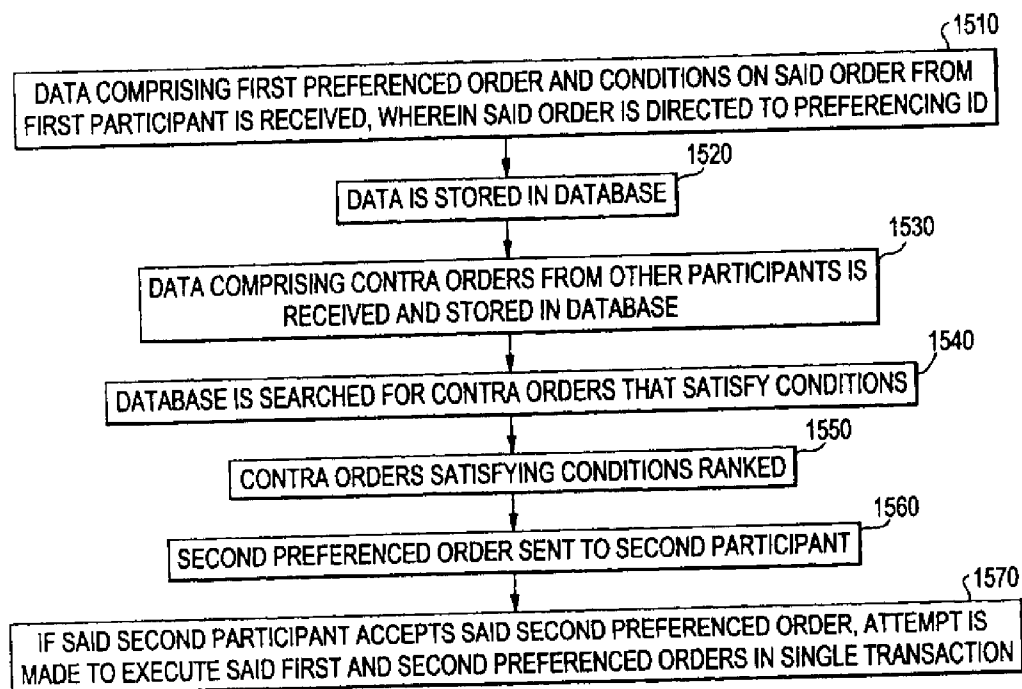 1510
DATA COMPRISING FIRST PREFERENCED ORDER AND CONDITIONS ON SAID ORDER FROM
FIRST PARTICIPANT IS RECEIVED, WHEREIN SAID ORDER IS DIRECTED TO PREFERENCING ID
1520
DATA IS STORED IN DATABASE
1530
DATA COMPRISING CONTRA ORDERS FROM OTHER PARTICIPANTS IS
RECEIVED AND STORED IN DATABASE
1540
DATABASE IS SEARCHED FOR CONTRA ORDERS THAT SATISFY CONDITIONS
1550
CONTRA ORDERS SATISFYING CONDITIONS RANKED
1560
SECOND PREFERENCED ORDER SENT TO SECOND PARTICIPANT
1570
IF SAID SECOND PARTICIPANT ACCEPTS SAID SECOND PREFERENCED ORDER, ATTEMPT IS
MADE TO EXECUTE SAID FIRST AND SECOND PREFERENCED ORDERS IN SINGLE TRANSACTION